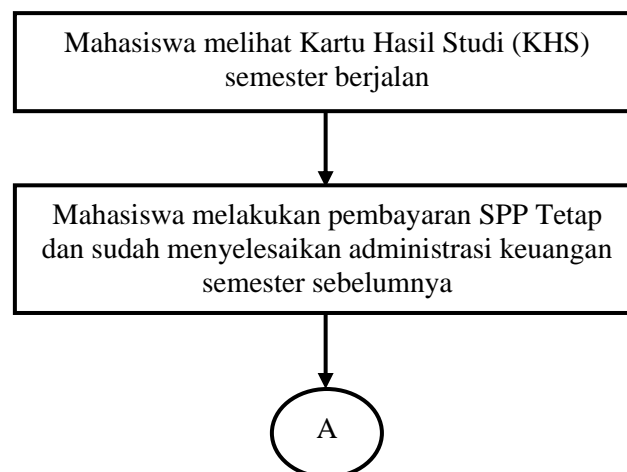 Mahasiswa melihat Kartu Hasil Studi (KHS)
semester berjalan
Mahasiswa melakukan pembayaran SPP Tetap
dan sudah menyelesaikan administrasi keuangan
semester sebelumnya
A